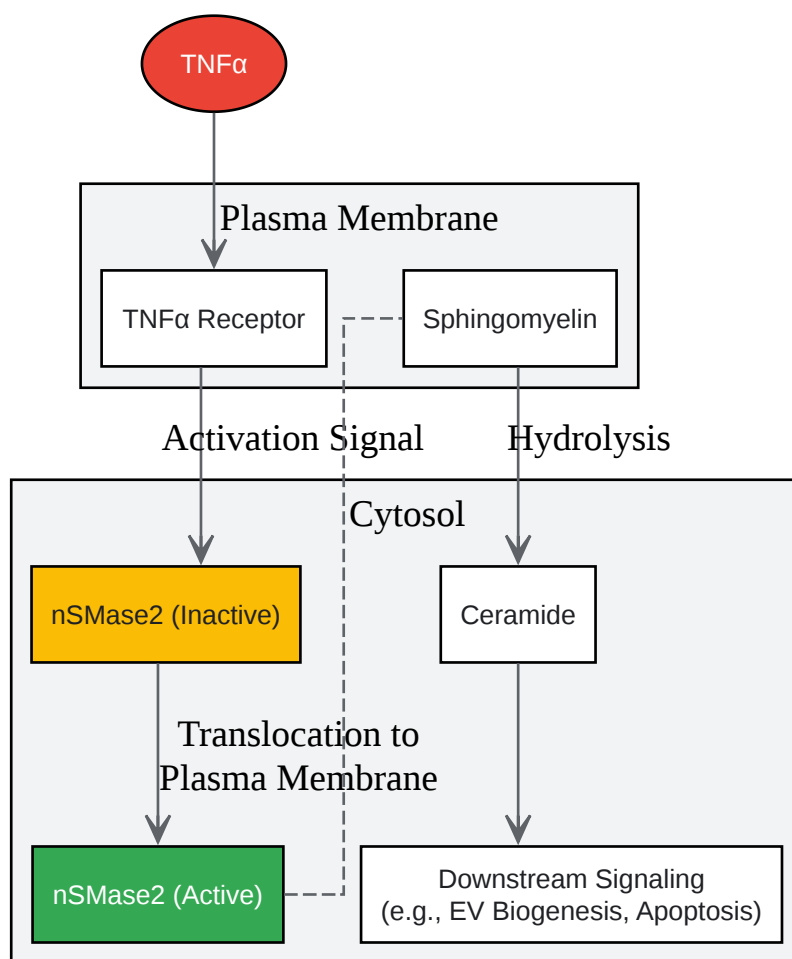 TNFα
Plasma Membrane
TNFα Receptor
Sphingomyelin
Activation Signal
Hydrolysis
Cytosol
nSMase2 (Inactive)
Ceramide
Translocation to
Plasma Membrane
nSMase2 (Active)
Downstream Signaling
(e.g., EV Biogenesis, Apoptosis)